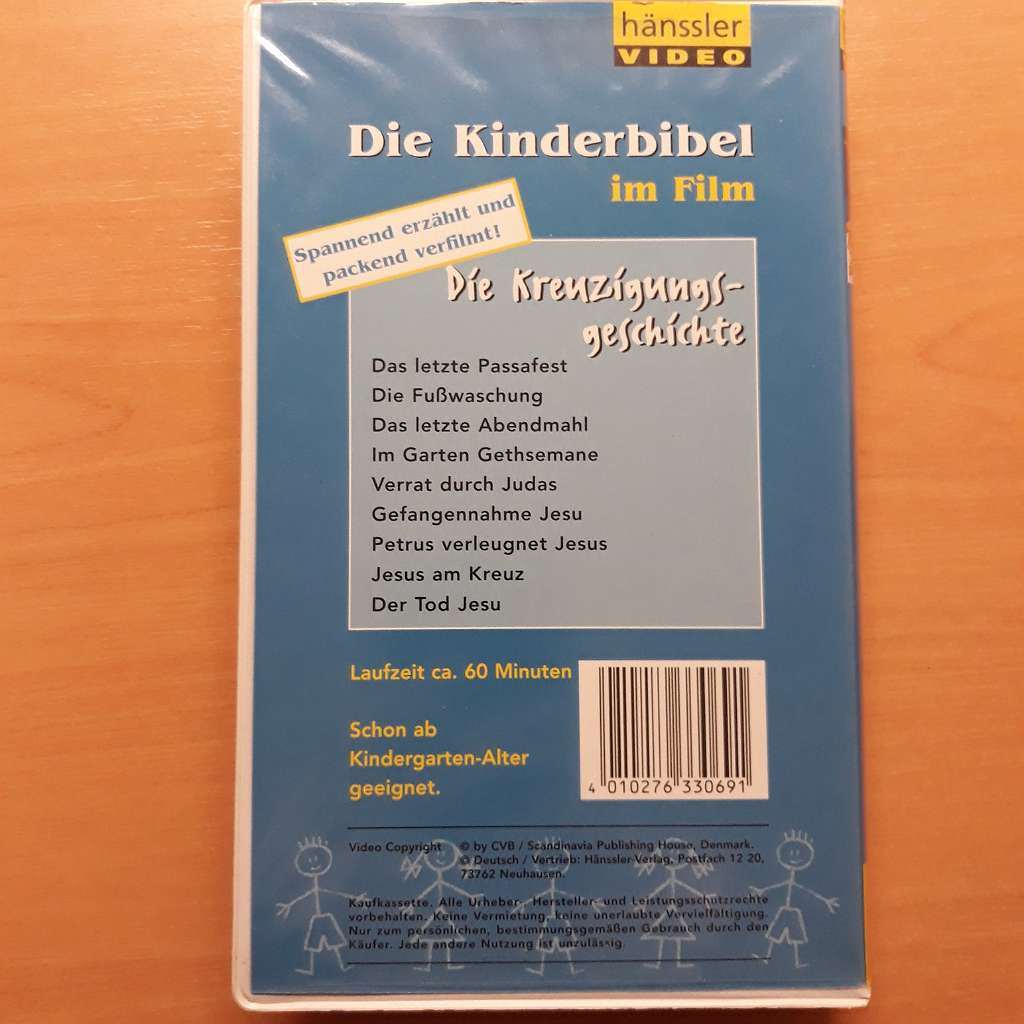 hänssler
VIDEO
Die Kinderbibel
im Film
Spannend erzählt und
packend verfilmt!
Die Kreuzigungs-
geschichte
Das letzte Passafest
Die Fußwaschung
Das letzte Abendmahl
Im Garten Gethsemane
Verrat durch Judas
Gefangennahme Jesu
Petrus verleugnet Jesus
Jesus am Kreuz
Der Tod Jesu
Laufzeit ca. 60 Minuten
Schon ab
Kindergarten-Alter
geeignet.
4 010276 330691
Video Copyright © by CVB / Scandinavia Publishing House, Denmark.
© Deutsch / Vertrieb: Hänssler-Verlag, Postfach 12 20,
73762 Neuhausen.
Kaufkassette. Alle Urheber-, Hersteller- und Leistungsschutzrechte
vorbehalten. Keine Vermietung, keine unerlaubte Vervielfältigung.
Nur zum persönlichen, bestimmungsgemäßen Gebrauch durch den
Käufer. Jede andere Nutzung ist unzulässig.